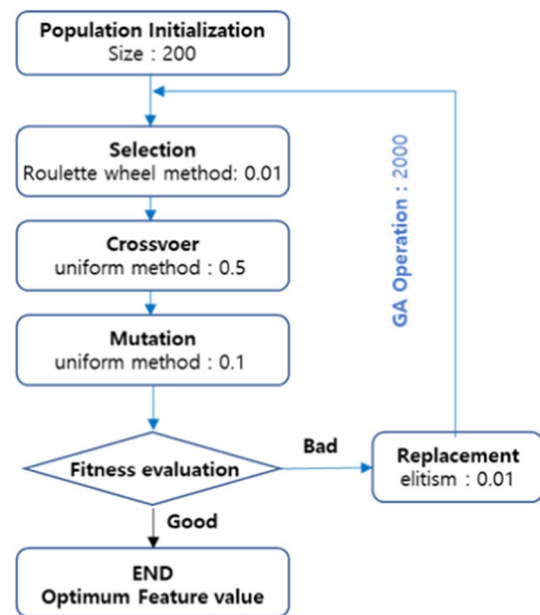 Population Initialization
Size : 200
Selection
Roulette wheel method: 0.01
Crossvoer
uniform method : 0.5
Mutation
uniform method : 0.1
Fitness evaluation
Bad
Replacement
elitism : 0.01
GA Operation : 2000
Good
END
Optimum Feature value